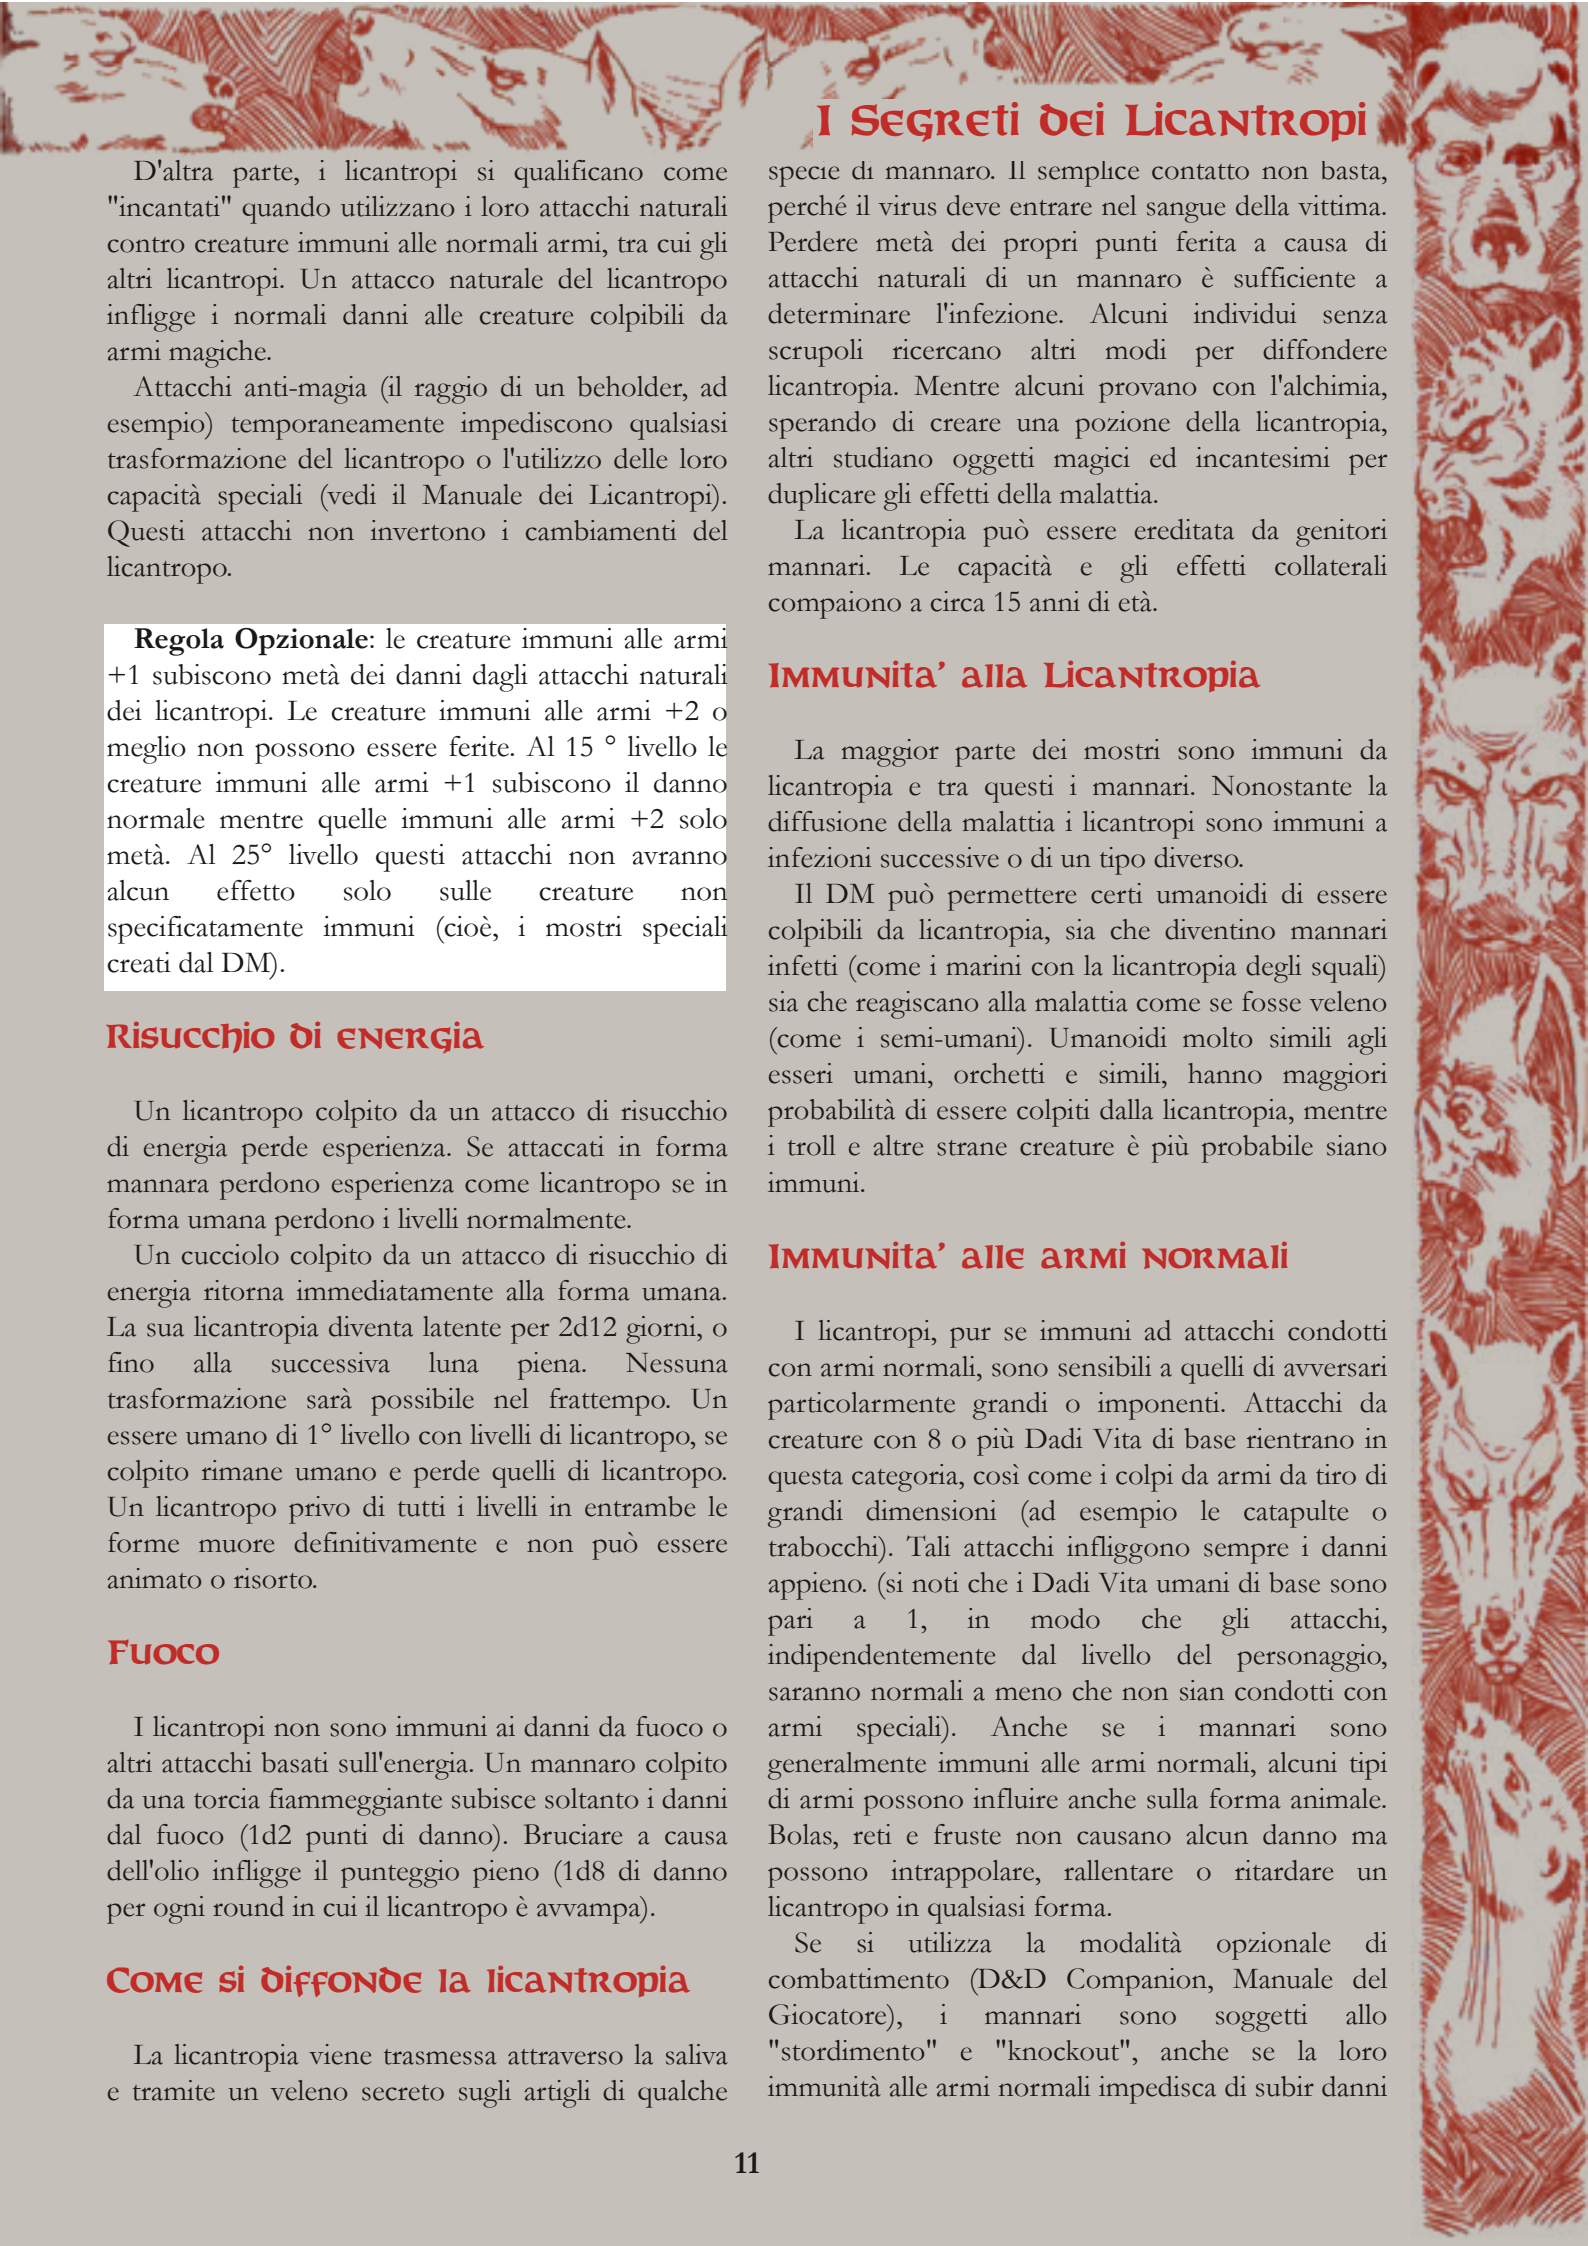 I Segreti dei Licantropi
D'altra parte, i licantropi si qualificano come
"incantati" quando utilizzano i loro attacchi naturali
contro creature immuni alle normali armi, tra cui gli
altri licantropi. Un attacco naturale del licantropo
infligge i normali danni alle creature colpibili da
armi magiche.
Attacchi anti-magia (il raggio di un beholder, ad
esempio) temporaneamente impediscono qualsiasi
trasformazione del licantropo o l'utilizzo delle loro
capacità speciali (vedi il Manuale dei Licantropi).
Questi attacchi non invertono i cambiamenti del
licantropo.
Regola Opzionale: le creature immuni alle armi
+1 subiscono metà dei danni dagli attacchi naturali
dei licantropi. Le creature immuni alle armi +2 o
meglio non possono essere ferite. Al 15 ° livello le
creature immuni alle armi +1 subiscono il danno
normale mentre quelle immuni alle armi +2 solo
metà. Al 25° livello questi attacchi non avranno
alcun effetto solo sulle creature non
specificatamente immuni (cioè, i mostri speciali
creati dal DM).
Risucchio di energia
Un licantropo colpito da un attacco di risucchio
di energia perde esperienza. Se attaccati in forma
mannara perdono esperienza come licantropo se in
forma umana perdono i livelli normalmente.
Un cucciolo colpito da un attacco di risucchio di
energia ritorna immediatamente alla forma umana.
La sua licantropia diventa latente per 2d12 giorni, o
fino alla successiva luna piena. Nessuna
trasformazione sarà possibile nel frattempo. Un
essere umano di 1° livello con livelli di licantropo, se
colpito rimane umano e perde quelli di licantropo.
Un licantropo privo di tutti i livelli in entrambe le
forme muore definitivamente e non può essere
animato o risorto.
Fuoco
I licantropi non sono immuni ai danni da fuoco o
altri attacchi basati sull'energia. Un mannaro colpito
da una torcia fiammeggiante subisce soltanto i danni
dal fuoco (1d2 punti di danno). Bruciare a causa
dell'olio infligge il punteggio pieno (1d8 di danno
per ogni round in cui il licantropo è avvampa).
Come si diffonde la licantropia
La licantropia viene trasmessa attraverso la saliva
e tramite un veleno secreto sugli artigli di qualche
specie di mannaro. Il semplice contatto non basta,
perché il virus deve entrare nel sangue della vittima.
Perdere metà dei propri punti ferita a causa di
attacchi naturali di un mannaro è sufficiente a
determinare l'infezione. Alcuni individui senza
scrupoli ricercano altri modi per diffondere
licantropia. Mentre alcuni provano con l'alchimia,
sperando di creare una pozione della licantropia,
altri studiano oggetti magici ed incantesimi per
duplicare gli effetti della malattia.
La licantropia può essere ereditata da genitori
mannari. Le capacità e gli effetti collaterali
compaiono a circa 15 anni di età.
Immunita' alla Licantropia
La maggior parte dei mostri sono immuni da
licantropia e tra questi i mannari. Nonostante la
diffusione della malattia i licantropi sono immuni a
infezioni successive o di un tipo diverso.
Il DM può permettere certi umanoidi di essere
colpibili da licantropia, sia che diventino mannari
infetti (come i marini con la licantropia degli squali)
sia che reagiscano alla malattia come se fosse veleno
(come i semi-umani). Umanoidi molto simili agli
esseri umani, orchetti e simili, hanno maggiori
probabilità di essere colpiti dalla licantropia, mentre
i troll e altre strane creature è più probabile siano
immuni.
Immunita' alle armi normali
I licantropi, pur se immuni ad attacchi condotti
con armi normali, sono sensibili a quelli di avversari
particolarmente grandi o imponenti. Attacchi da
creature con 8 o più Dadi Vita di base rientrano in
questa categoria, così come i colpi da armi da tiro di
grandi dimensioni (ad esempio le catapulte o
trabocchi). Tali attacchi infliggono sempre i danni
appieno. (si noti che i Dadi Vita umani di base sono
pari a 1, in modo che gli attacchi,
indipendentemente dal livello del personaggio,
saranno normali a meno che non sian condotti con
armi speciali). Anche se i mannari sono
generalmente immuni alle armi normali, alcuni tipi
di armi possono influire anche sulla forma animale.
Bolas, reti e fruste non causano alcun danno ma
possono intrappolare, rallentare o ritardare un
licantropo in qualsiasi forma.
Se si utilizza la modalità opzionale di
combattimento (D&D Companion, Manuale del
Giocatore), i mannari sono soggetti allo
"stordimento" e "knockout", anche se la loro
immunità alle armi normali impedisca di subir danni
11